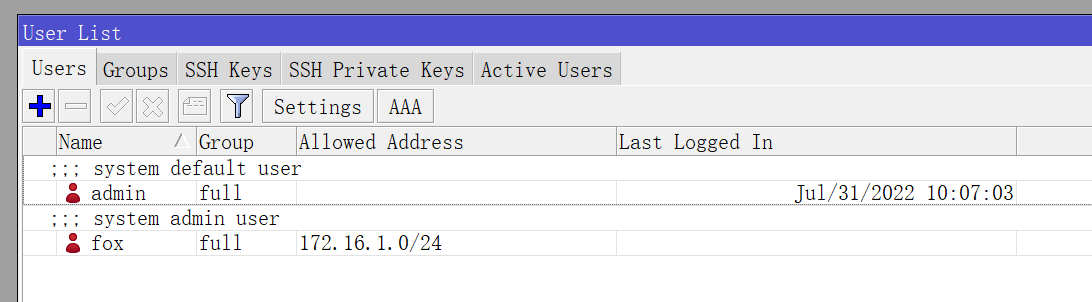 User List
Users Groups SSH Keys SSH Private Keys Active Users
Settings AAA
Name Group Allowed Address Last Logged In
;;; system default user
admin full Jul/31/2022 10:07:03
;;; system admin user
fox full 172.16.1.0/24